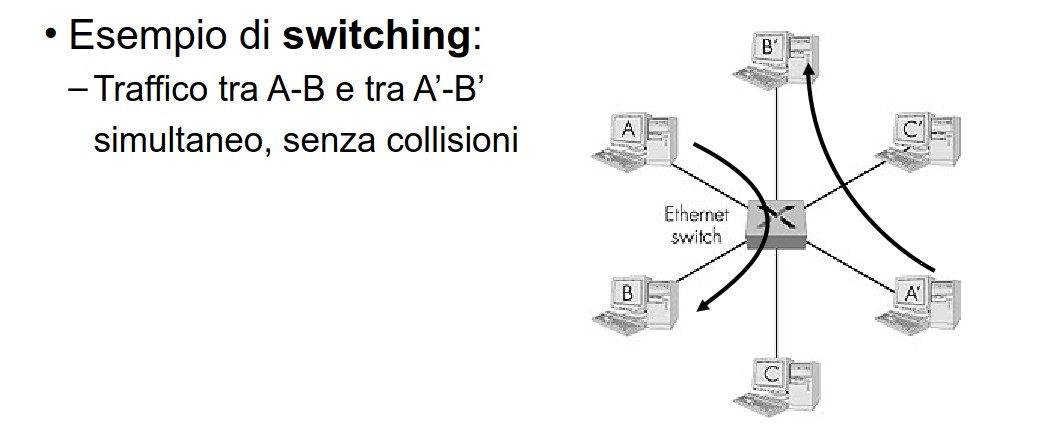 • Esempio di switching:
– Traffico tra A-B e tra A’-B’
simultaneo, senza collisioni
B’
A
C’
Ethernet
switch
B
A’
C